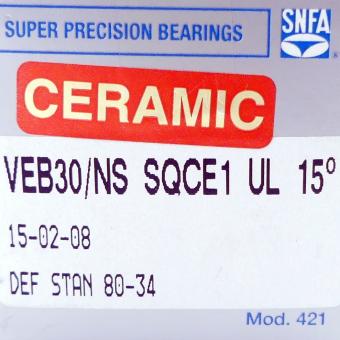 SUPER PRECISION BEARINGS
SNFA
CERAMIC
VEB30/NS SQCE1 UL 15°
15-02-08
DEF STAN 80-34
Mod. 421